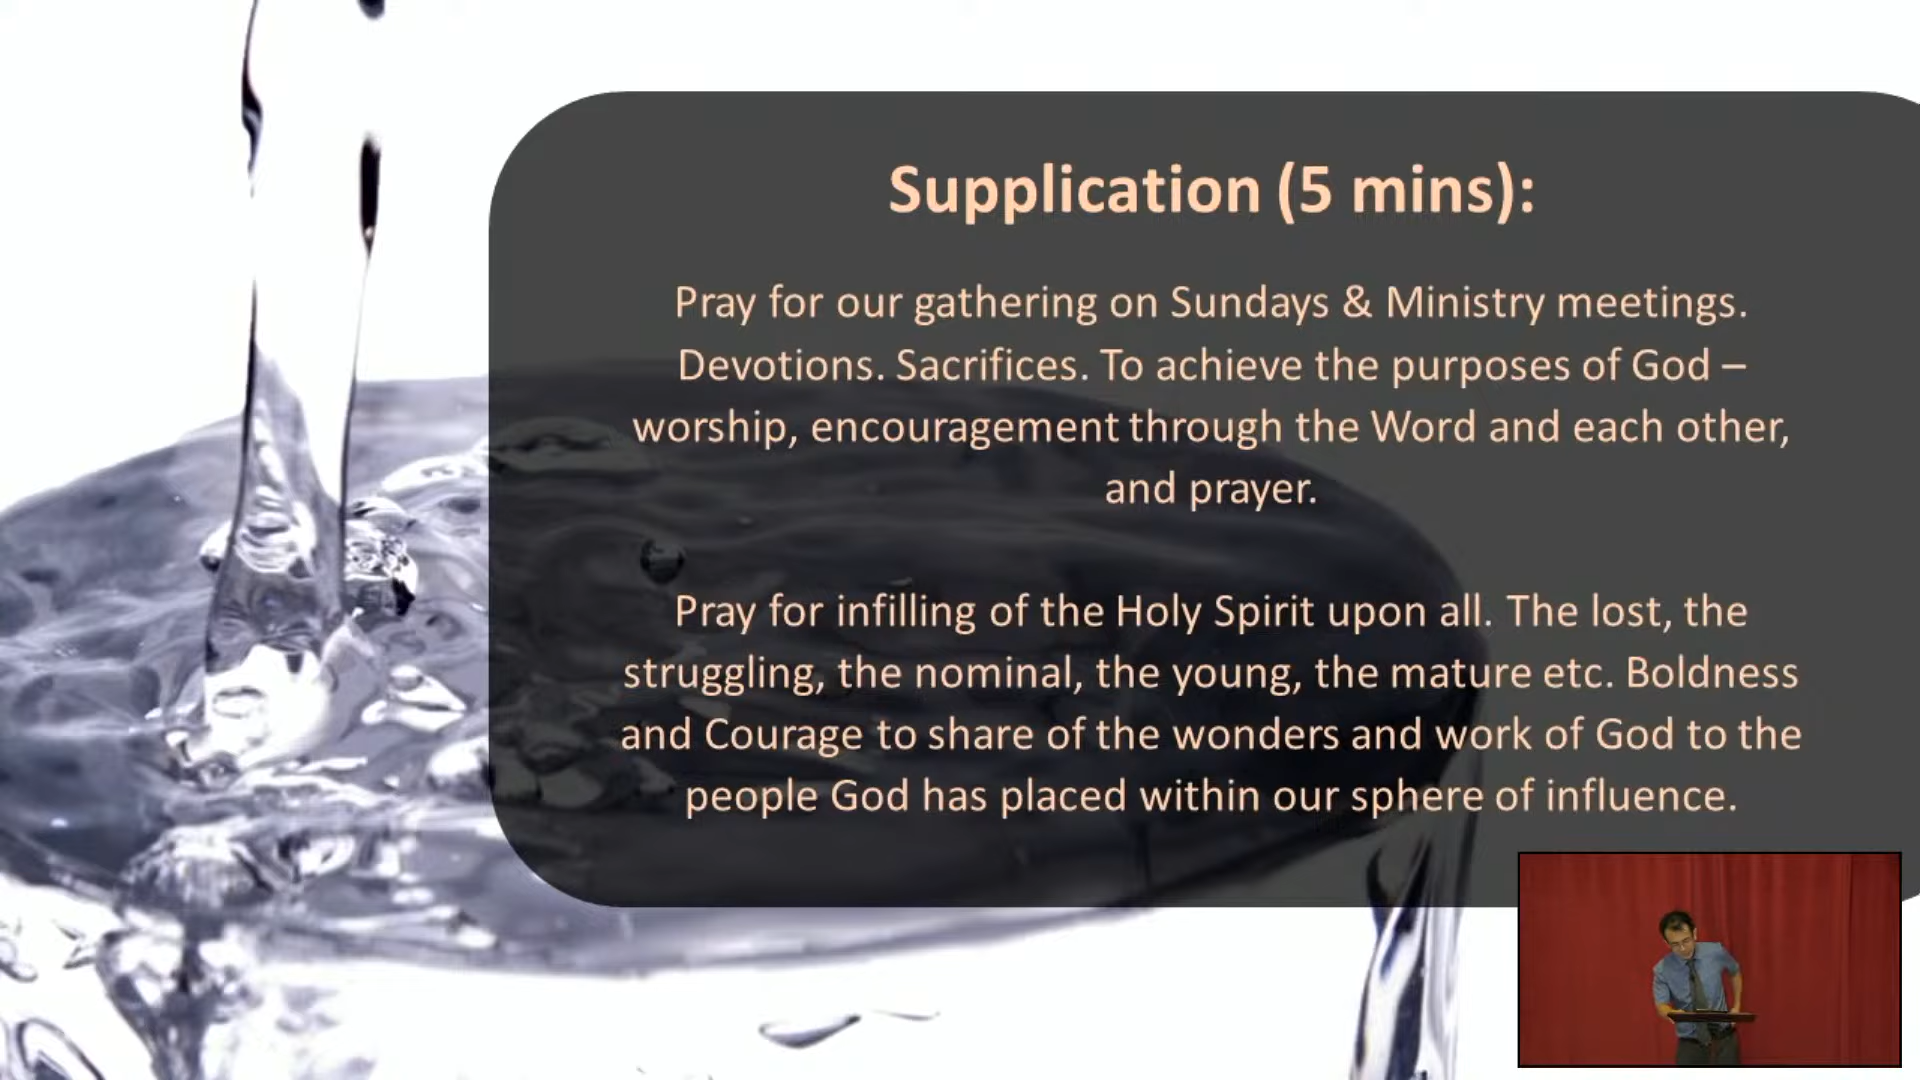 Supplication (5 mins):
Pray for our gathering on Sundays & Ministry meetings.
Devotions. Sacrifices. To achieve the purposes of God –
worship, encouragement through the Word and each other,
and prayer.
Pray for infilling of the Holy Spirit upon all. The lost, the
struggling, the nominal, the young, the mature etc. Boldness
and Courage to share of the wonders and work of God to the
people God has placed within our sphere of influence.